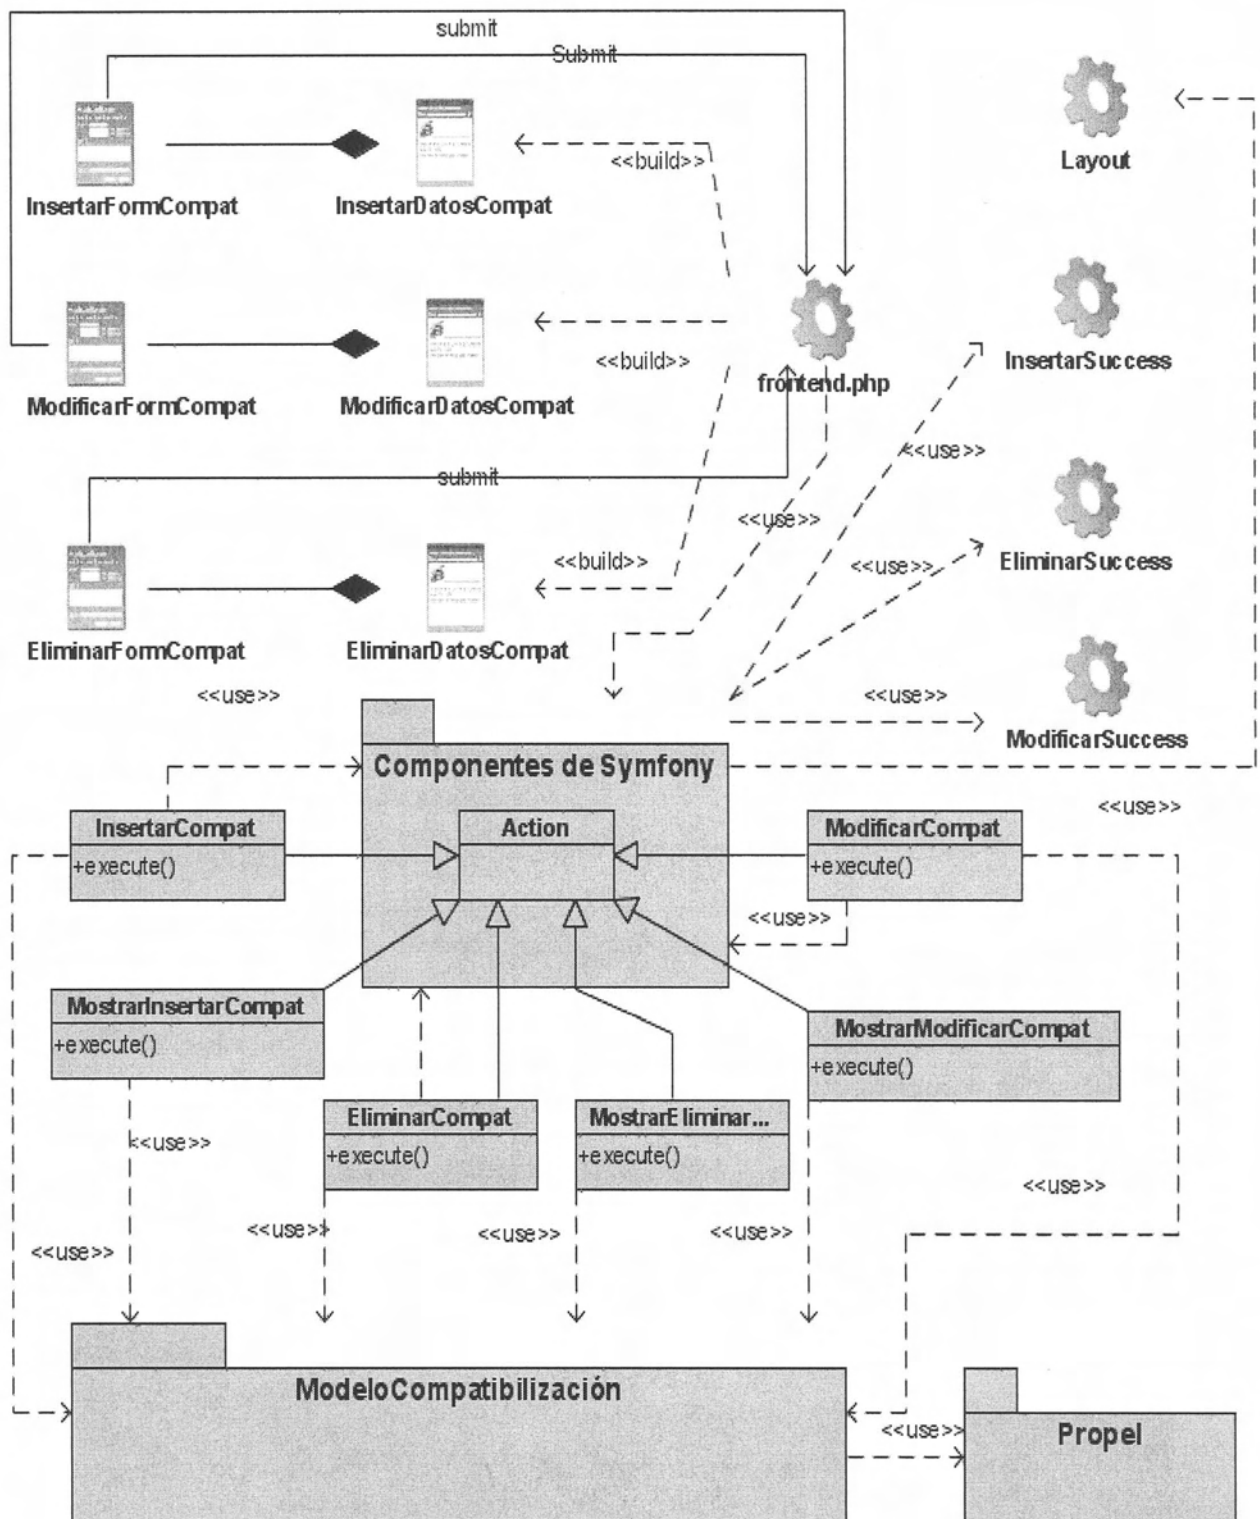 submit
Submit
<<build>>
Layout
InsertarFormCompat
InsertarDatosCompat
<<build>>
InsertarSuccess
frontend.php
ModificarFormCompat
ModificarDatosCompat
<<use>>
submit
<<use>>
<<build>>
<<use>>
EliminarSuccess
EliminarFormCompat
EliminarDatosCompat
<<use>>
<<use>>
ModificarSuccess
Componentes de Symfony
<<use>>
InsertarCompat
+execute()
Action
ModificarCompat
+execute()
<<use>>
MostrarInsertarCompat
+execute()
MostrarModificarCompat
+execute()
EliminarCompat
+execute()
MostrarEliminar...
+execute()
<<use>>
<<use>>
<<use>>
<<use>>
<<use>>
<<use>>
ModeloCompatibilización
<<use>>
Propel